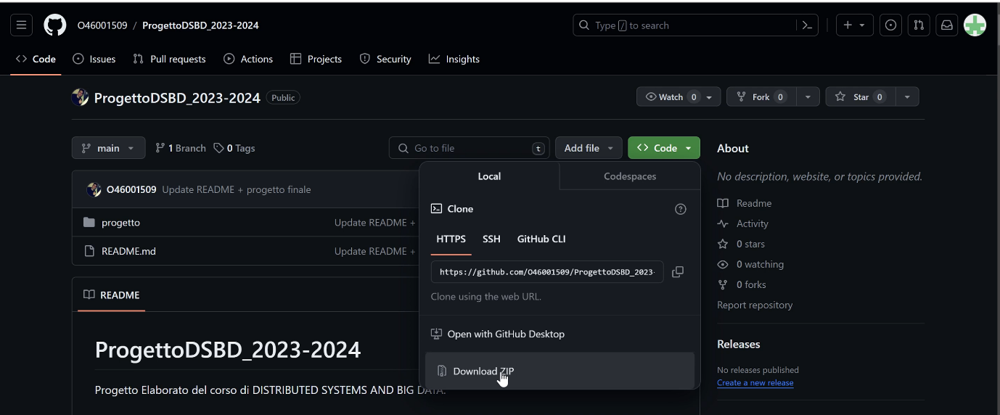 O46001509 / ProgettoDSBD_2023-2024
Type / to search
Code Issues Pull requests Actions Projects Security Insights
ProgettoDSBD_2023-2024 Public
Watch 0 Fork 0 Star 0
main 1 Branch 0 Tags Go to file t Add file Code
About
Local Codespaces
No description, website, or topics provided.
O46001509 Update README + progetto finale
Clone
Readme
progetto Update README +
Activity
HTTPS SSH GitHub CLI
0 stars
README.md Update README +
0 watching
https://github.com/O46001509/ProgettoDSBD_2023-
0 forks
README
Clone using the web URL.
Report repository
Open with GitHub Desktop
Releases
ProgettoDSBD_2023-2024
Download ZIP
No releases published
Create a new release
Progetto Elaborato del corso di DISTRIBUTED SYSTEMS AND BIG DATA.